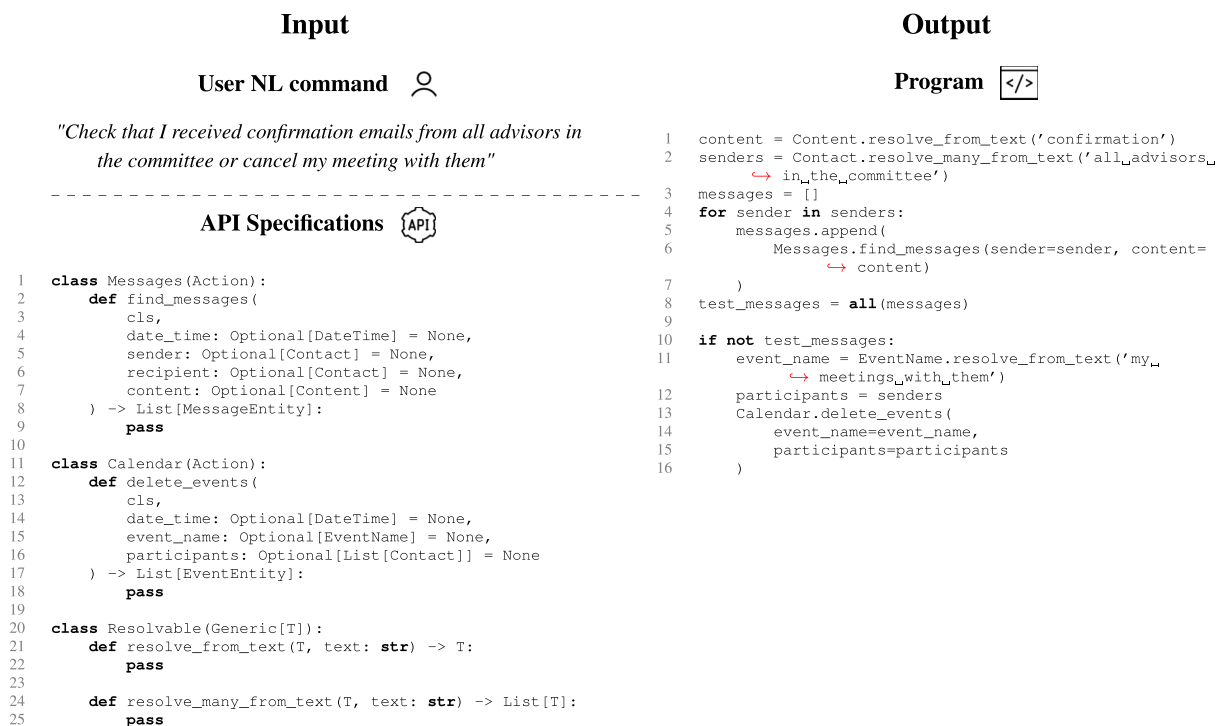 Input
User NL command
"Check that I received confirmation emails from all advisors in
the committee or cancel my meeting with them"
API Specifications
API
1 class Messages(Action):
2     def find_messages(
3         cls,
4         date_time: Optional[DateTime] = None,
5         sender: Optional[Contact] = None,
6         recipient: Optional[Contact] = None,
7         content: Optional[Content] = None
8     ) -> List[MessageEntity]:
9         pass
10
11 class Calendar(Action):
12     def delete_events(
13         cls,
14         date_time: Optional[DateTime] = None,
15         event_name: Optional[EventName] = None,
16         participants: Optional[List[Contact]] = None
17     ) -> List[EventEntity]:
18         pass
19
20 class Resolvable(Generic[T]):
21     def resolve_from_text(T, text: str) -> T:
22         pass
23
24     def resolve_many_from_text(T, text: str) -> List[T]:
25         pass
Output
Program
</>
1 content = Content.resolve_from_text('confirmation')
2 senders = Contact.resolve_many_from_text('all␣advisors␣
↪ in␣the␣committee')
3 messages = []
4 for sender in senders:
5     messages.append(
6         Messages.find_messages(sender=sender, content=
↪ content)
7     )
8 test_messages = all(messages)
9
10 if not test_messages:
11     event_name = EventName.resolve_from_text('my␣
↪ meetings␣with␣them')
12     participants = senders
13     Calendar.delete_events(
14         event_name=event_name,
15         participants=participants
16     )